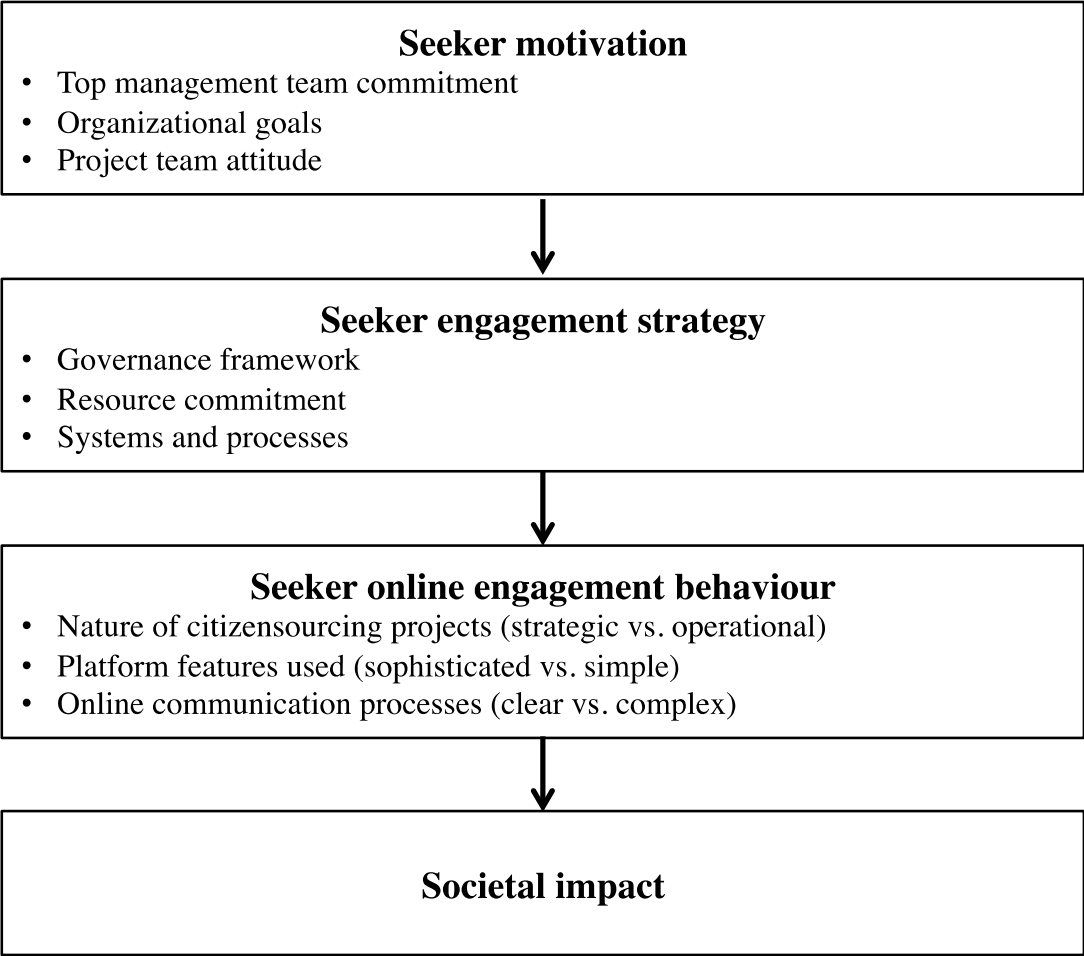 Seeker motivation
• Top management team commitment
• Organizational goals
• Project team attitude
Seeker engagement strategy
• Governance framework
• Resource commitment
• Systems and processes
Seeker online engagement behaviour
• Nature of citizensourcing projects (strategic vs. operational)
• Platform features used (sophisticated vs. simple)
• Online communication processes (clear vs. complex)
Societal impact